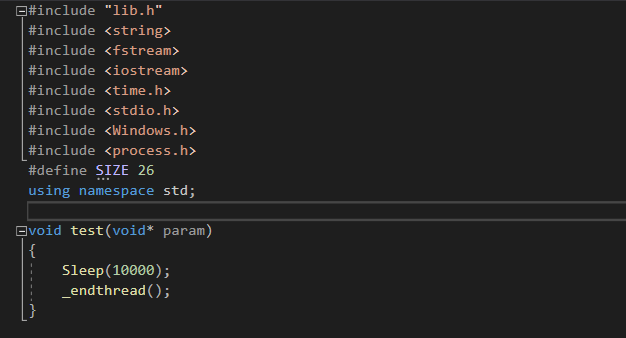 #include "lib.h"
#include <string>
#include <fstream>
#include <iostream>
#include <time.h>
#include <stdio.h>
#include <Windows.h>
#include <process.h>
#define SIZE 26
using namespace std;
void test(void* param)
{
    Sleep(10000);
    _endthread();
}